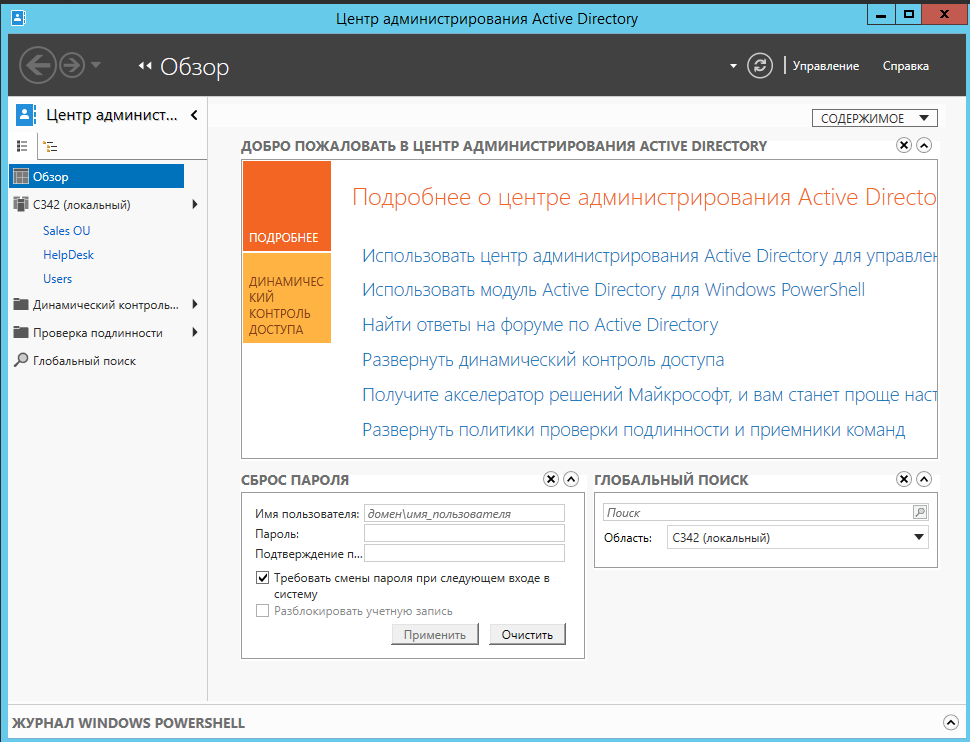 Центр администрирования Active Directory
Обзор
Управление
Справка
Центр админист...
СОДЕРЖИМОЕ
Обзор
C342 (локальный)
Sales OU
HelpDesk
Users
Динамический контроль...
Проверка подлинности
Глобальный поиск
ДОБРО ПОЖАЛОВАТЬ В ЦЕНТР АДМИНИСТРИРОВАНИЯ ACTIVE DIRECTORY
ПОДРОБНЕЕ
ДИНАМИЧЕС
КИЙ
КОНТРОЛЬ
ДОСТУПА
Подробнее о центре администрирования Active Directo
Использовать центр администрирования Active Directory для управлен
Использовать модуль Active Directory для Windows PowerShell
Найти ответы на форуме по Active Directory
Развернуть динамический контроль доступа
Получите акселератор решений Майкрософт, и вам станет проще наст
Развернуть политики проверки подлинности и приемники команд
СБРОС ПАРОЛЯ
Имя пользователя: домен\имя_пользователя
Пароль:
Подтверждение п...
Требовать смены пароля при следующем входе в
систему
Разблокировать учетную запись
Применить
Очистить
ГЛОБАЛЬНЫЙ ПОИСК
Поиск
Область: C342 (локальный)
ЖУРНАЛ WINDOWS POWERSHELL